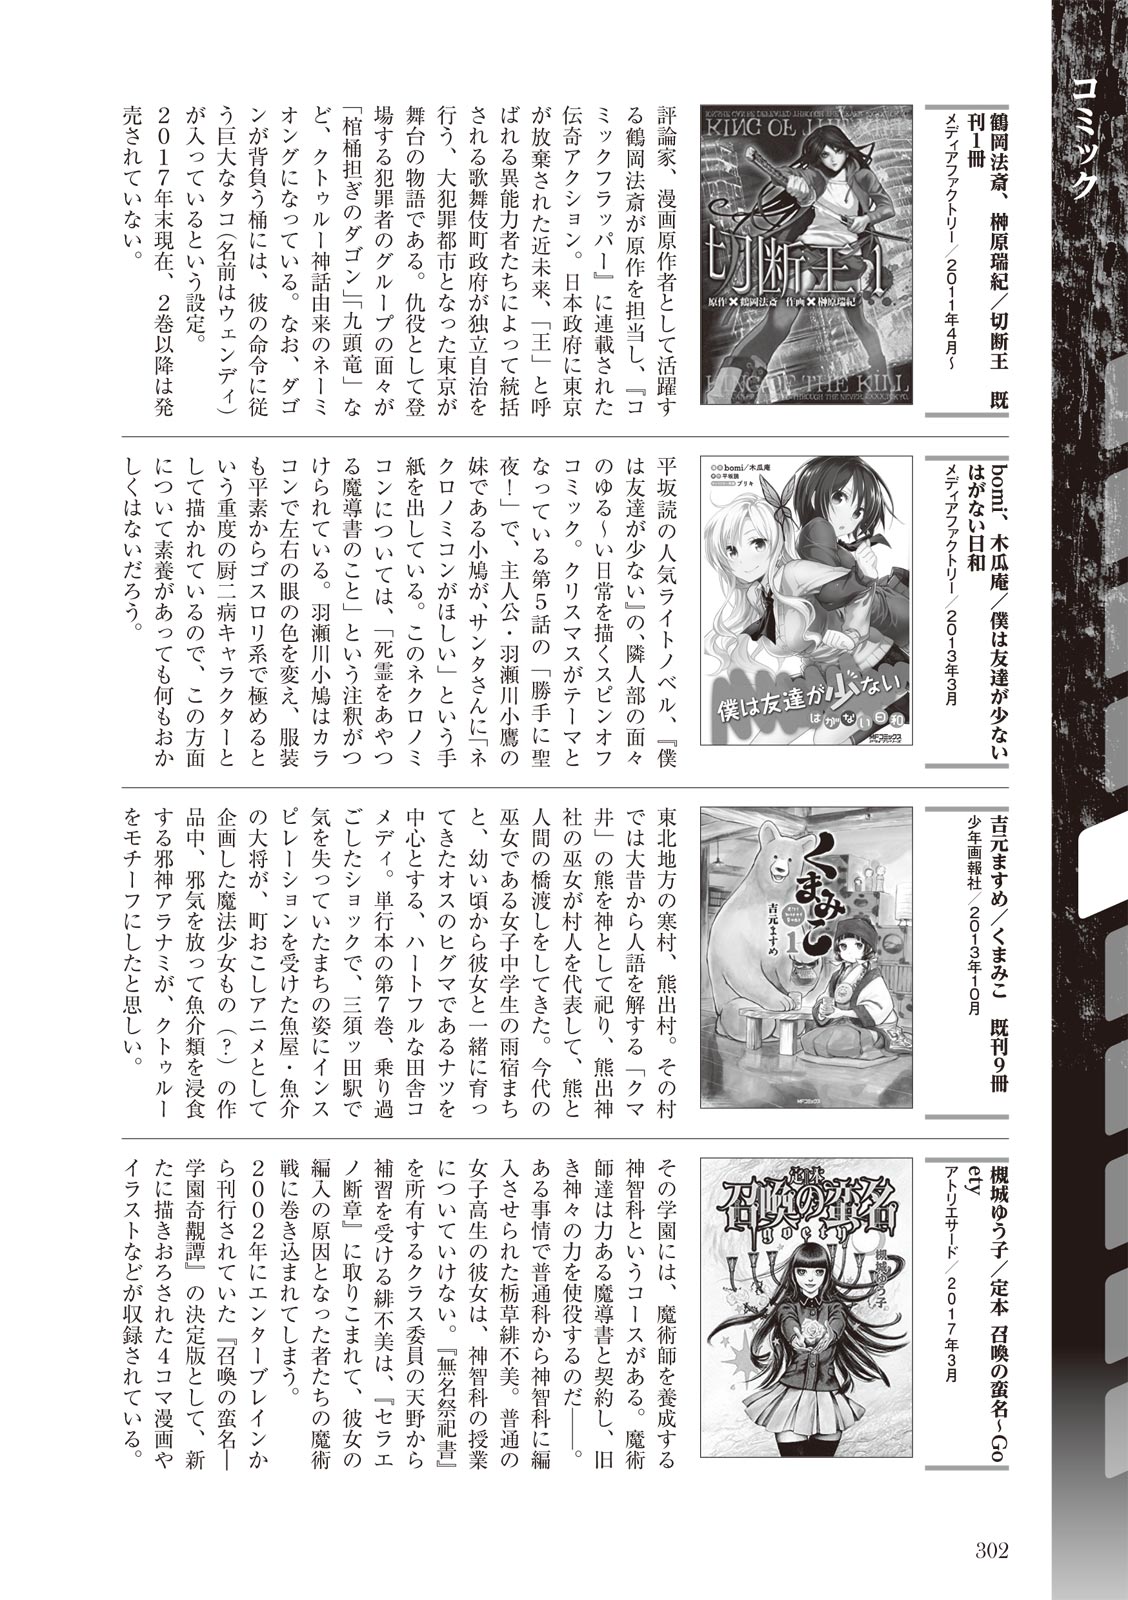 コミック
鶴岡法斎、榊原瑞紀／切断王　既
刊1冊
メディアファクトリー／2011年4月〜
KING OF THE KILL
切断王1
原作×鶴岡法斎 作画×榊原瑞紀
KING OF THE KILL
評論家、漫画原作者として活躍す
る鶴岡法斎が原作を担当し、『コ
ミックフラッパー』に連載された
伝奇アクション。日本政府に東京
が放棄された近未来、「王」と呼
ばれる異能力者たちによって統括
される歌舞伎町政府が独立自治を
行う、大犯罪都市となった東京が
舞台の物語である。仇役として登
場する犯罪者のグループの面々が
「棺桶担ぎのダゴン」「九頭竜」な
ど、クトゥルー神話由来のネーミ
オングになっている。なお、ダゴ
ンが背負う桶には、彼の命令に従
う巨大なタコ（名前はウェンディ）
が入っているという設定。
2017年末現在、2巻以降は発
売されていない。
bomi、木瓜庵／僕は友達が少ない
はがない日和
メディアファクトリー／2013年3月
bomi／木瓜庵
平坂読
ブリキ
僕は友達が少ない
はがない日和
MFコミックス
平坂読の人気ライトノベル、『僕
は友達が少ない』の、隣人部の面々
のゆる〜い日常を描くスピンオフ
コミック。クリスマスがテーマと
なっている第5話の「勝手に聖
夜！」で、主人公・羽瀬川小鷹の
妹である小鳩が、サンタさんに「ネ
クロノミコンがほしい」という手
紙を出している。このネクロノミ
コンについては、「死霊をあやつ
る魔導書のこと」という注釈がつ
けられている。羽瀬川小鳩はカラ
コンで左右の眼の色を変え、服装
も平素からゴスロリ系で極めると
いう重度の厨二病キャラクターと
して描かれているので、この方面
について素養があっても何もおか
しくはないだろう。
吉元ますめ／くまみこ　既刊9冊
少年画報社／2013年10月
くまみこ
吉元ますめ
1
MFコミックス
東北地方の寒村、熊出村。その村
では大昔から人語を解する「クマ
井」の熊を神として祀り、熊出神
社の巫女が村人を代表して、熊と
人間の橋渡しをしてきた。今代の
巫女である女子中学生の雨宿まち
と、幼い頃から彼女と一緒に育っ
てきたオスのヒグマであるナツを
中心とする、ハートフルな田舎コ
メディ。単行本の第7巻、乗り過
ごしたショックで、三須ッ田駅で
気を失っていたまちの姿にインス
ピレーションを受けた魚屋・魚介
の大将が、町おこしアニメとして
企画した魔法少女もの（？）の作
品中、邪気を放って魚介類を浸食
する邪神アラナミが、クトゥルー
をモチーフにしたと思しい。
槻城ゆう子／定本 召喚の蛮名〜Go
ety
アトリエサード／2017年3月
定本
召喚の蛮名
goety
槻城ゆう子
その学園には、魔術師を養成する
神智科というコースがある。魔術
師達は力ある魔導書と契約し、旧
き神々の力を使役するのだ――。
ある事情で普通科から神智科に編
入させられた栃草緋不美。普通の
女子高生の彼女は、神智科の授業
についていけない。『無名祭祀書』
を所有するクラス委員の天野から
補習を受ける緋不美は、『セラエ
ノ断章』に取りこまれて、彼女の
編入の原因となった者たちの魔術
戦に巻き込まれてしまう。
2002年にエンターブレインか
ら刊行されていた『召喚の蛮名―
学園奇覯譚』の決定版として、新
たに描きおろされた4コマ漫画や
イラストなどが収録されている。
302